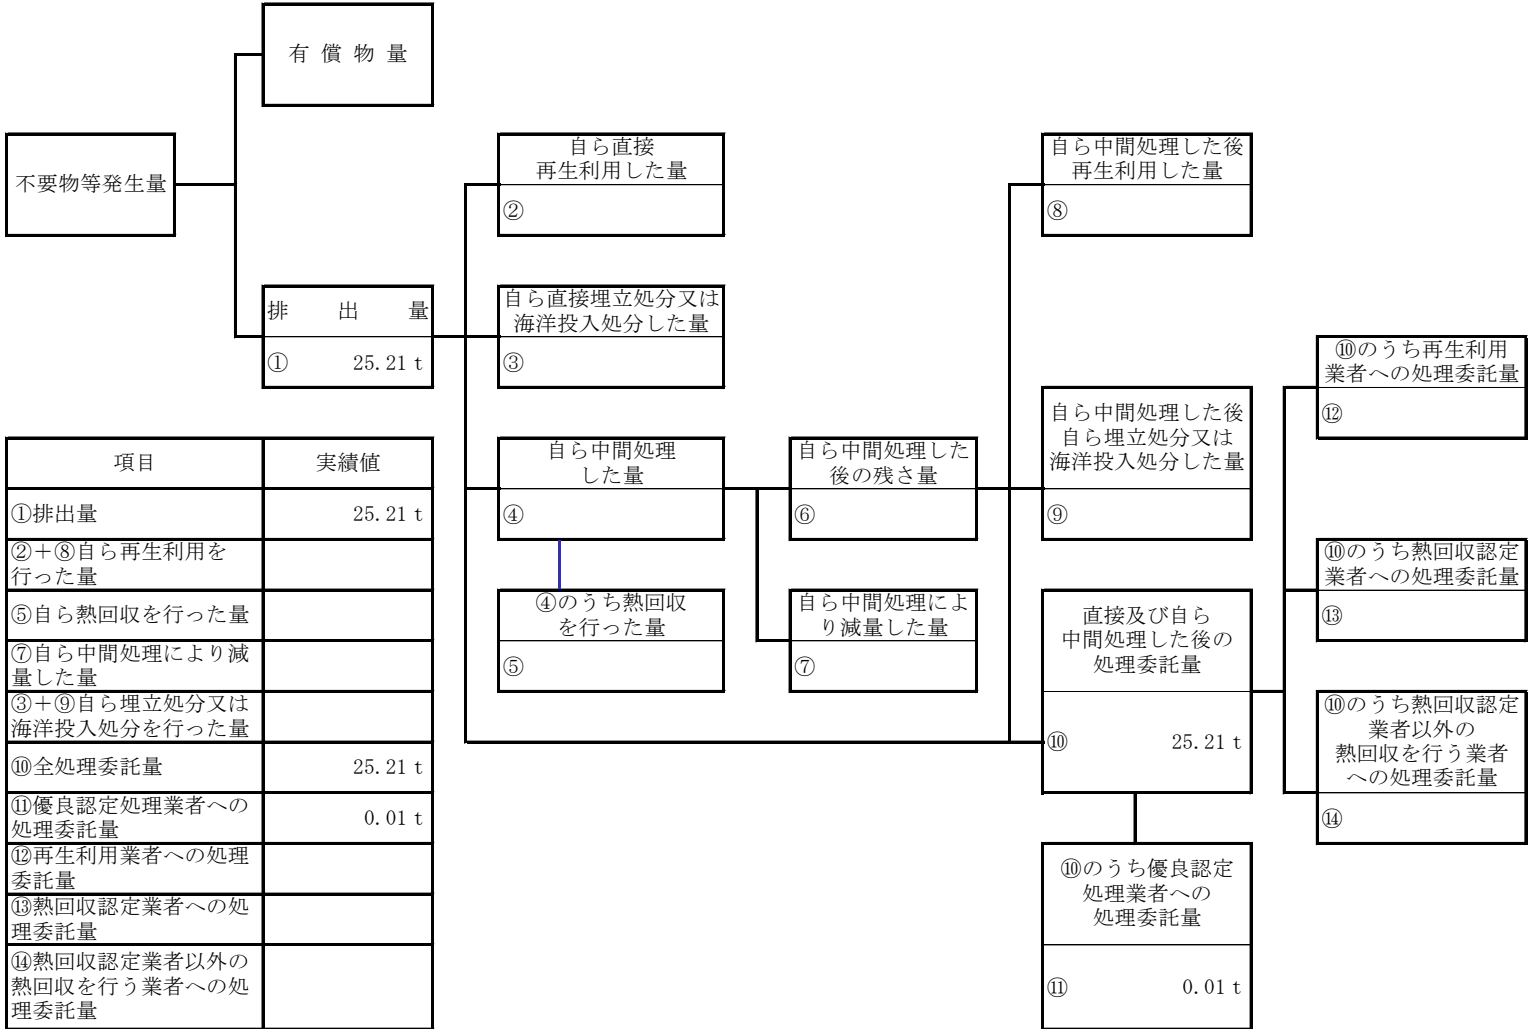 有 償 物 量
不要物等発生量
自ら直接
再生利用した量
②
自ら中間処理した後
再生利用した量
⑧
排 出 量
① 25.21 t
自ら直接埋立処分又は
海洋投入処分した量
③
⑩のうち再生利用
業者への処理委託量
⑫
自ら中間処理した後
自ら埋立処分又は
海洋投入処分した量
⑨
自ら中間処理
した量
④
自ら中間処理した
後の残さ量
⑥
④のうち熱回収
を行った量
⑤
自ら中間処理によ
り減量した量
⑦
直接及び自ら
中間処理した後の
処理委託量
⑩ 25.21 t
⑩のうち熱回収認定
業者への処理委託量
⑬
⑩のうち熱回収認定
業者以外の
熱回収を行う業者
への処理委託量
⑭
⑩のうち優良認定
処理業者への
処理委託量
⑪ 0.01 t
項目 実績値
①排出量 25.21 t
②+⑧自ら再生利用を
行った量
⑤自ら熱回収を行った量
⑦自ら中間処理により減
量した量
③+⑨自ら埋立処分又は
海洋投入処分を行った量
⑩全処理委託量 25.21 t
⑪優良認定処理業者への
処理委託量 0.01 t
⑫再生利用業者への処理
委託量
⑬熱回収認定業者への処
理委託量
⑭熱回収認定業者以外の
熱回収を行う業者への処
理委託量